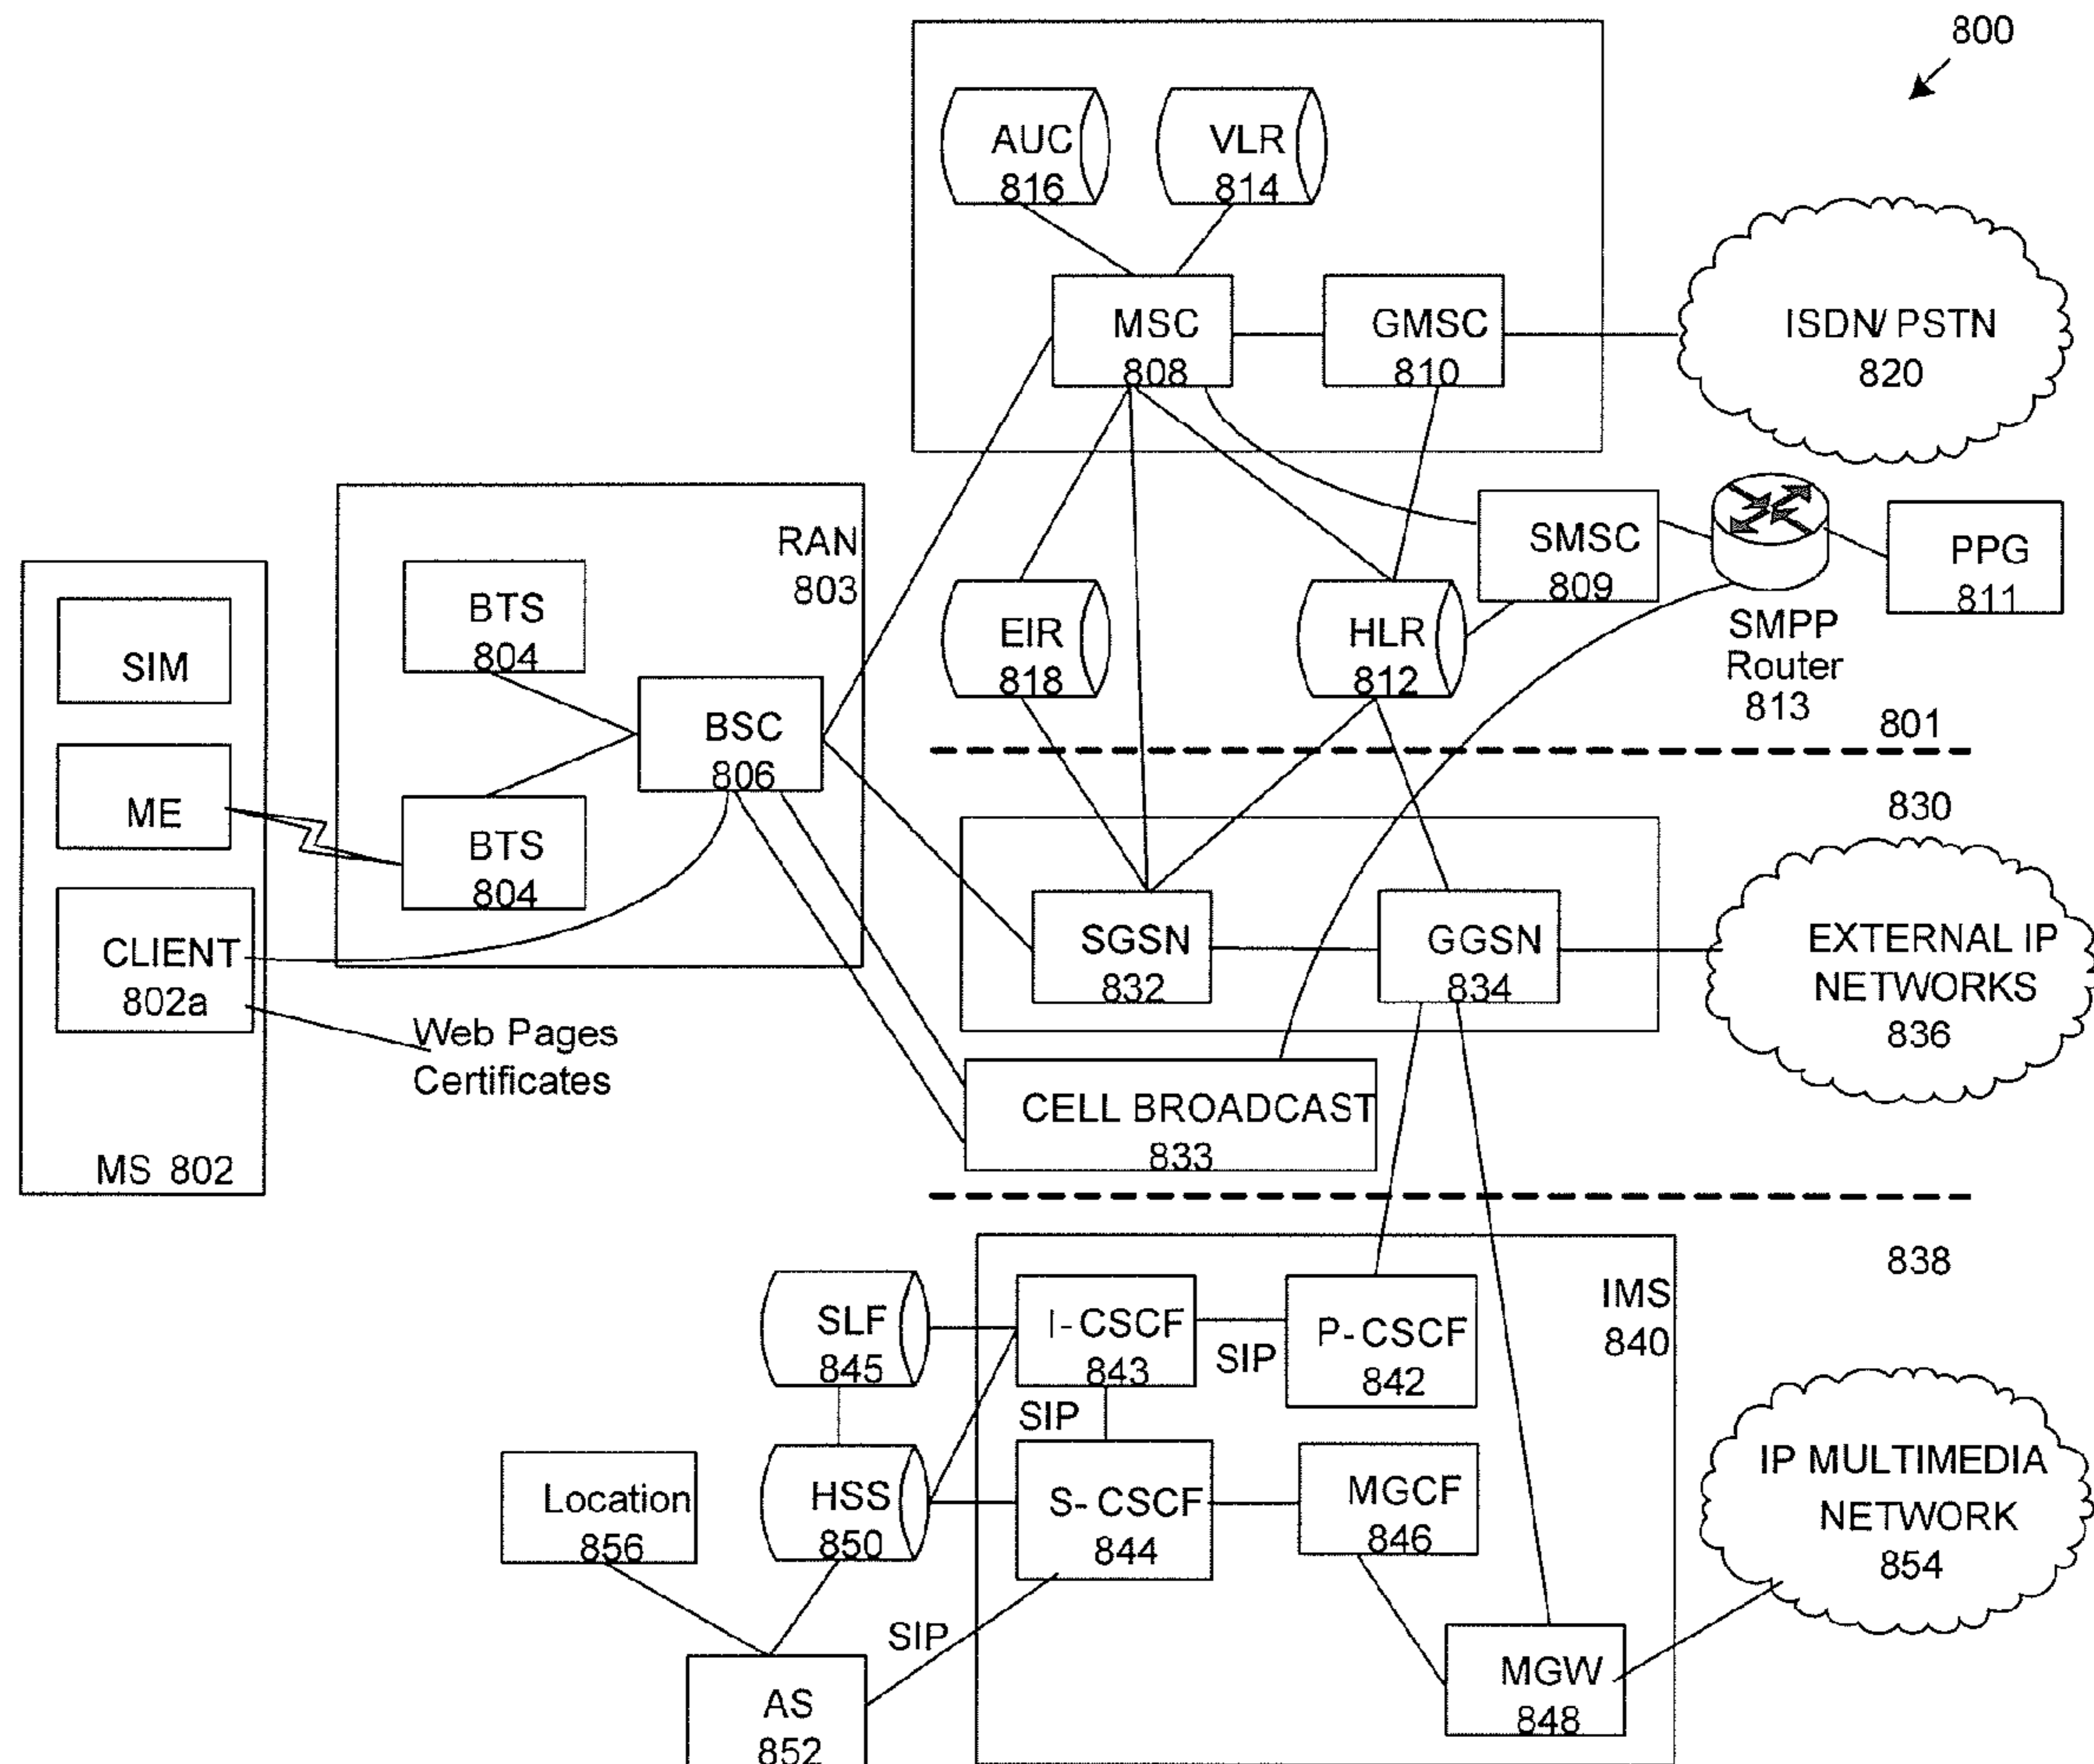 800
AUC
816
VLR
814
MSC
808
GMSC
810
ISDN/ PSTN
820
RAN
803
BTS
804
BSC
806
BTS
804
SIM
ME
CLIENT
802a
Web Pages
Certificates
MS 802
EIR
818
HLR
812
SMSC
809
SMPP
Router
813
PPG
811
801
830
SGSN
832
GGSN
834
EXTERNAL IP
NETWORKS
836
CELL BROADCAST
833
838
IMS
840
SLF
845
I-CSCF
843
SIP
P-CSCF
842
SIP
Location
856
HSS
850
S-CSCF
844
MGCF
846
IP MULTIMEDIA
NETWORK
854
SIP
AS
852
MGW
848